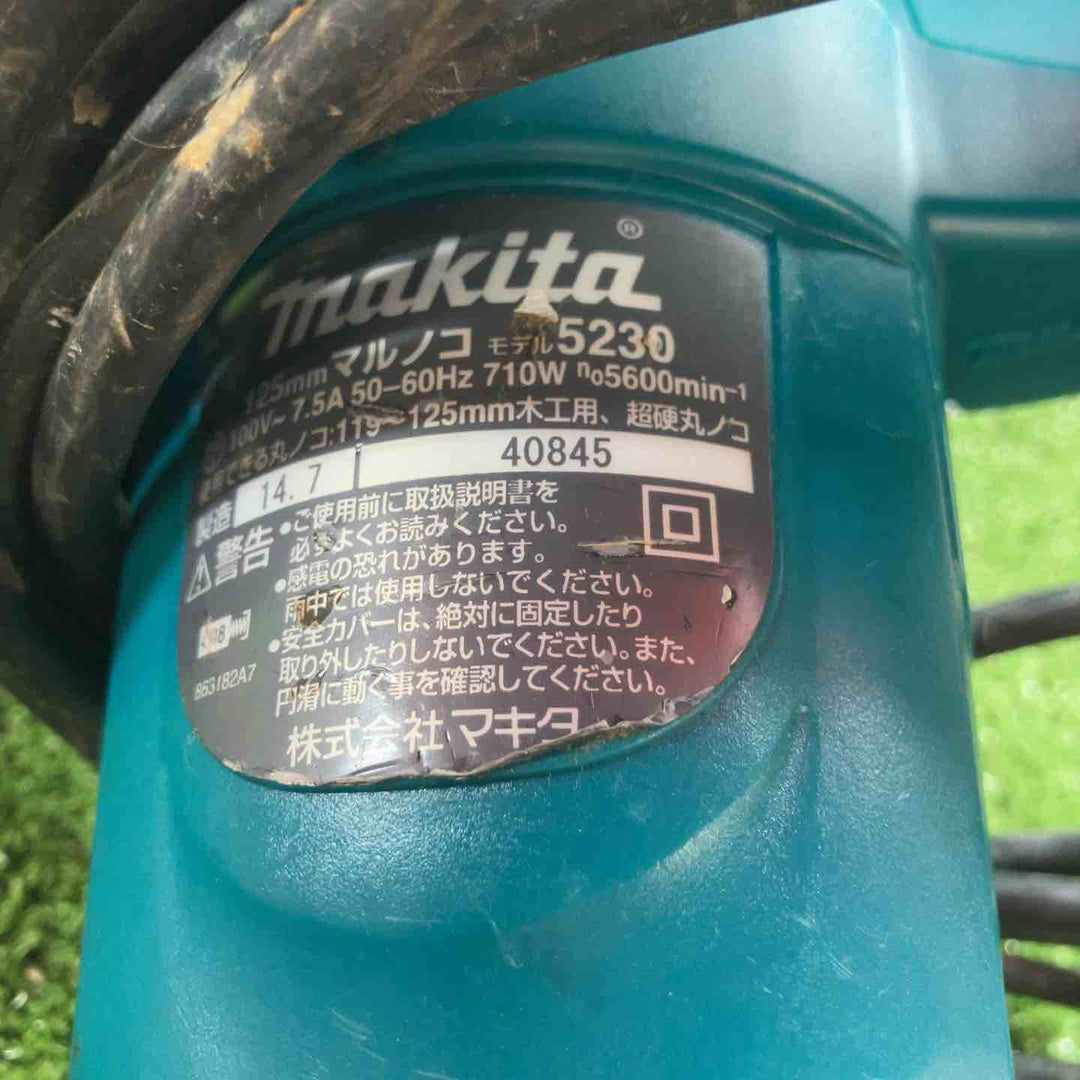 makita®
125mmマルノコ モデル5230
100V~ 7.5A 50-60Hz 710W n₀5600min⁻¹
使用できる丸ノコ:119~125mm木工用、超硬丸ノコ
製造 14.7 40845
警告
•ご使用前に取扱説明書を
必ずよくお読みください。
•感電の恐れがあります。
雨中では使用しないでください。
•安全カバーは、絶対に固定したり
取り外したりしないでください。また、
円滑に動く事を確認してください。
863182A7
株式会社マキタ